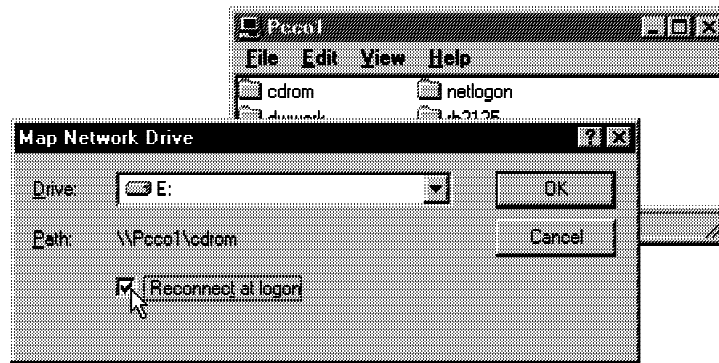 Pcco1
File Edit View Help
cdrom netlogon
Map Network Drive
Drive: E: OK
Path: \\Pcco1\cdrom Cancel
Reconnect at logon